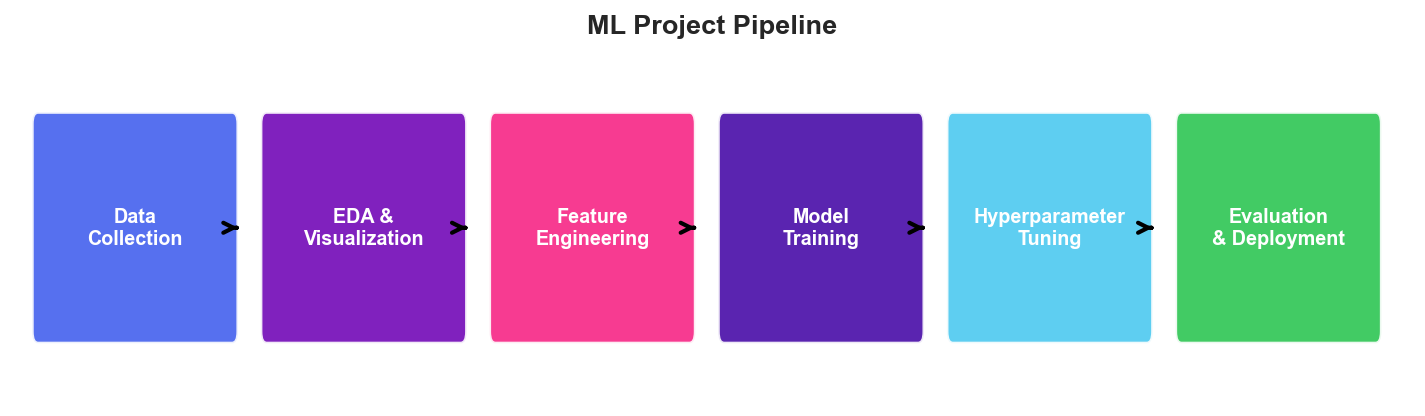 ML Project Pipeline
Data
Collection
EDA &
Visualization
Feature
Engineering
Model
Training
Hyperparameter
Tuning
Evaluation
& Deployment